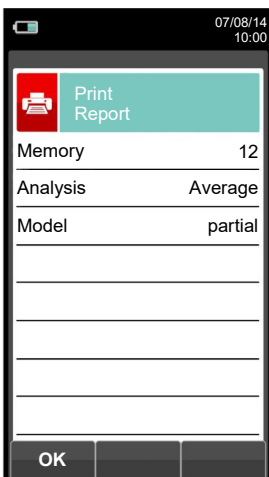 07/08/14
10:00
Print
Report
Memory 12
Analysis Average
Model partial
OK